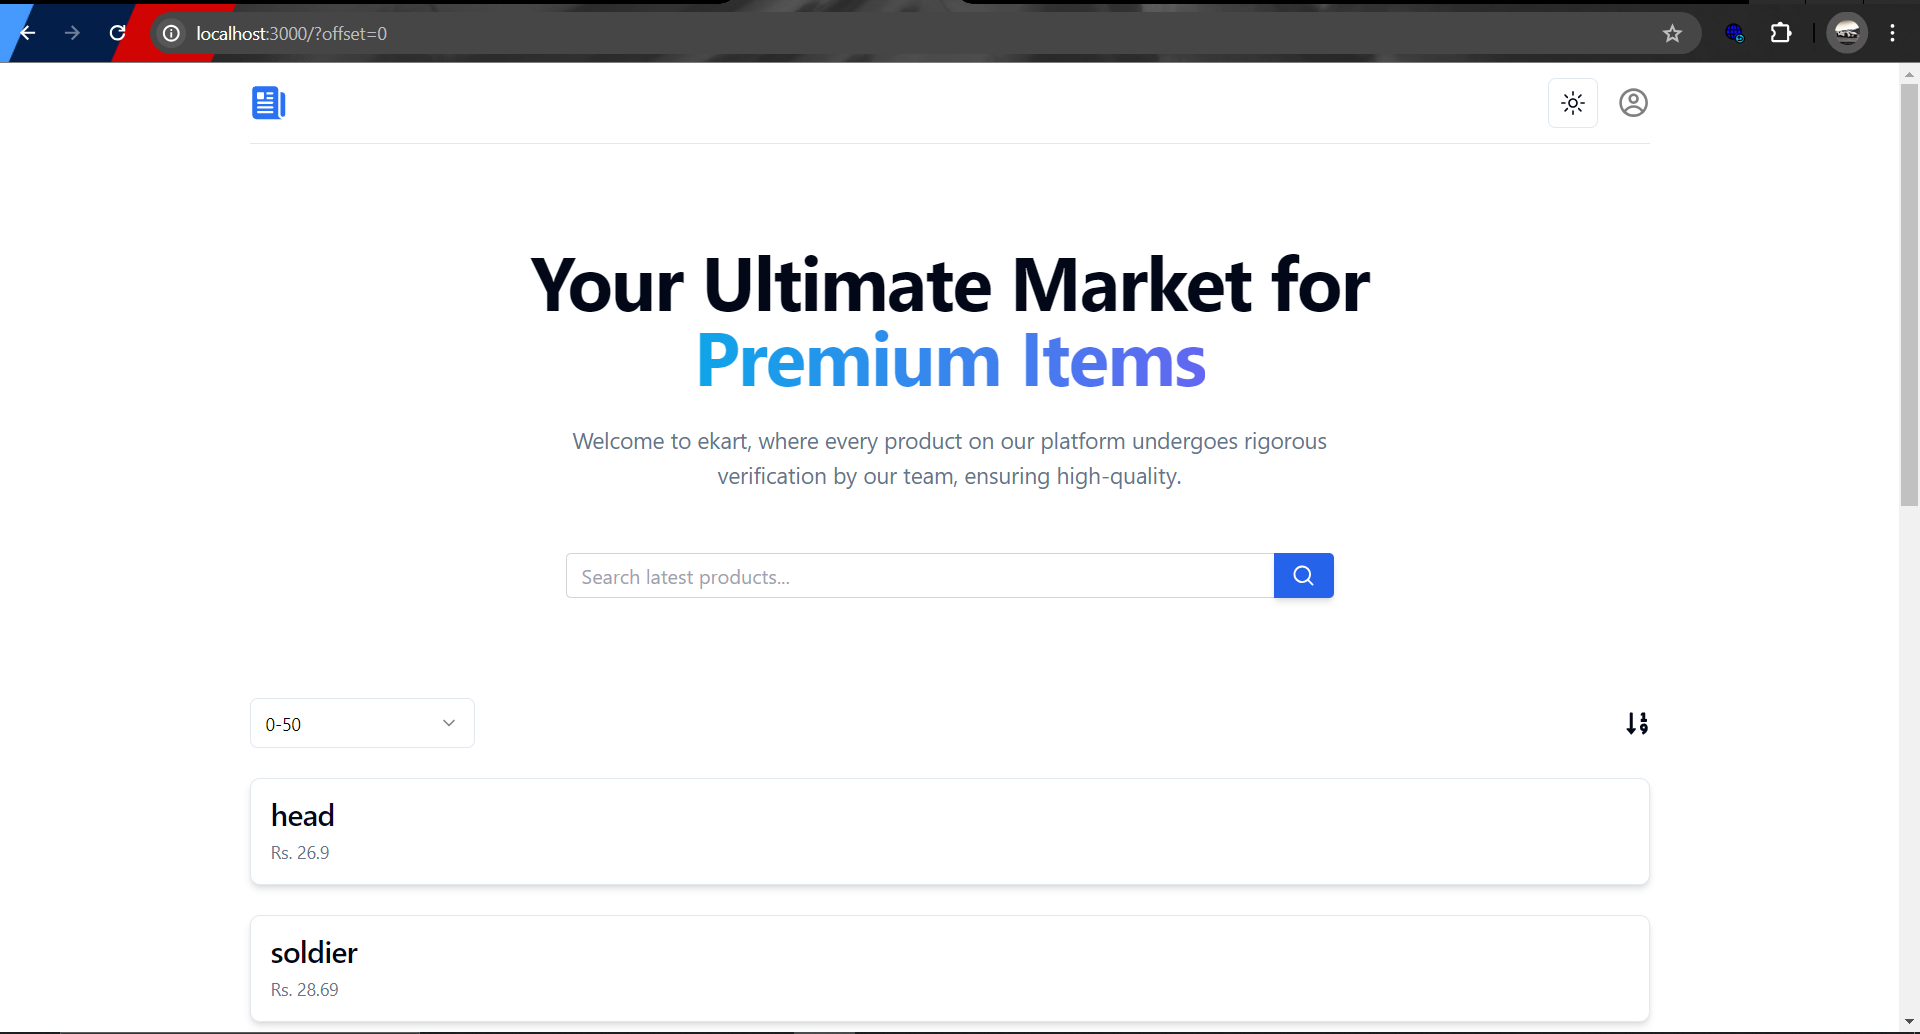 localhost:3000/?offset=0
Your Ultimate Market for
Premium Items
Welcome to ekart, where every product on our platform undergoes rigorous
verification by our team, ensuring high-quality.
Search latest products...
0-50
head
Rs. 26.9
soldier
Rs. 28.69